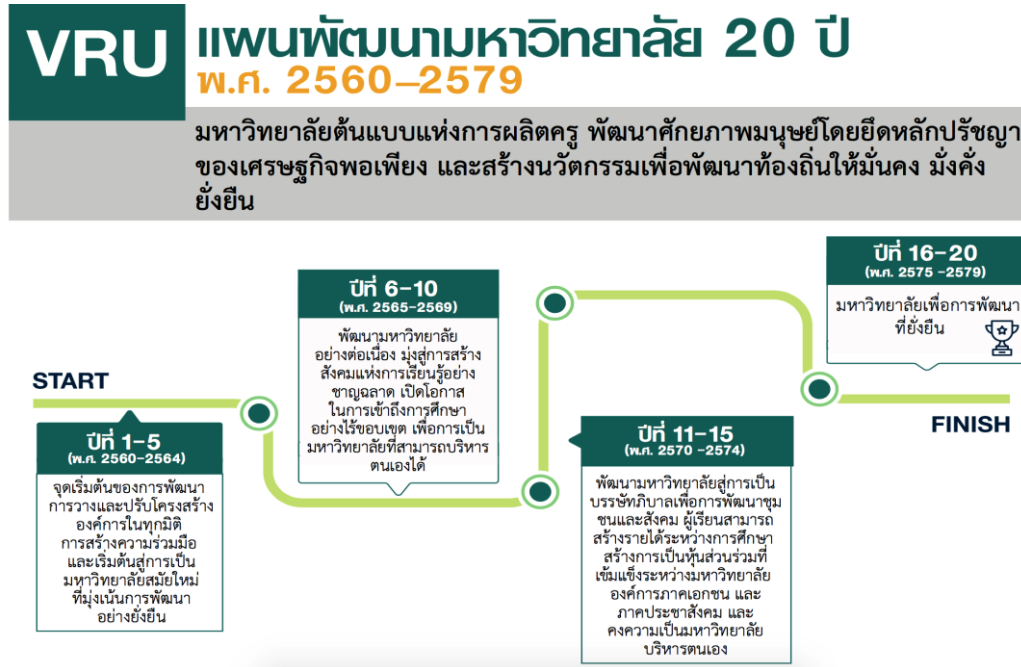 VRU
แผนพัฒนามหาวิทยาลัย 20 ปี
พ.ศ. 2560–2579
มหาวิทยาลัยต้นแบบแห่งการผลิตครู พัฒนาศักยภาพมนุษย์โดยยึดหลักปรัชญา
ของเศรษฐกิจพอเพียง และสร้างนวัตกรรมเพื่อพัฒนาท้องถิ่นให้มั่นคง มั่งคั่ง
ยั่งยืน
START
ปีที่ 1-5
(พ.ศ. 2560-2564)
จุดเริ่มต้นของการพัฒนา
การวางและปรับโครงสร้าง
องค์การในทุกมิติ
การสร้างความร่วมมือ
และเริ่มต้นสู่การเป็น
มหาวิทยาลัยสมัยใหม่
ที่มุ่งเน้นการพัฒนา
อย่างยั่งยืน
ปีที่ 6-10
(พ.ศ. 2565-2569)
พัฒนามหาวิทยาลัย
อย่างต่อเนื่อง มุ่งสู่การสร้าง
สังคมแห่งการเรียนรู้อย่าง
ชาญฉลาด เปิดโอกาส
ในการเข้าถึงการศึกษา
อย่างไร้ขอบเขต เพื่อการเป็น
มหาวิทยาลัยที่สามารถบริหาร
ตนเองได้
ปีที่ 11-15
(พ.ศ. 2570 -2574)
พัฒนามหาวิทยาลัยสู่การเป็น
บรรษัทภิบาลเพื่อการพัฒนาชุม
ชนและสังคม ผู้เรียนสามารถ
สร้างรายได้ระหว่างการศึกษา
สร้างการเป็นหุ้นส่วนร่วมที่
เข้มแข็งระหว่างมหาวิทยาลัย
องค์การภาคเอกชน และ
ภาคประชาสังคม และ
คงความเป็นมหาวิทยาลัย
บริหารตนเอง
ปีที่ 16-20
(พ.ศ. 2575 -2579)
มหาวิทยาลัยเพื่อการพัฒนา
ที่ยั่งยืน
FINISH